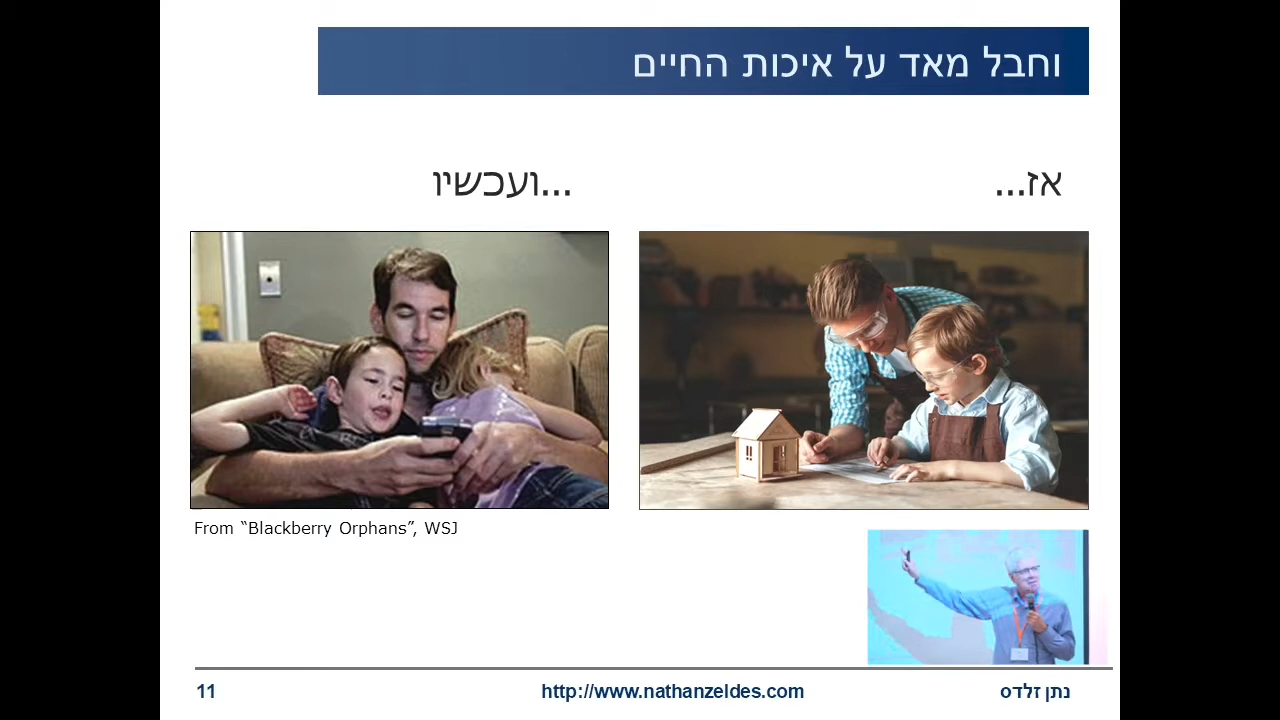 וחבל מאד על איכות החיים
אז...
...ועכשיו
From “Blackberry Orphans”, WSJ
נתן זלדס
http://www.nathanzeldes.com
11